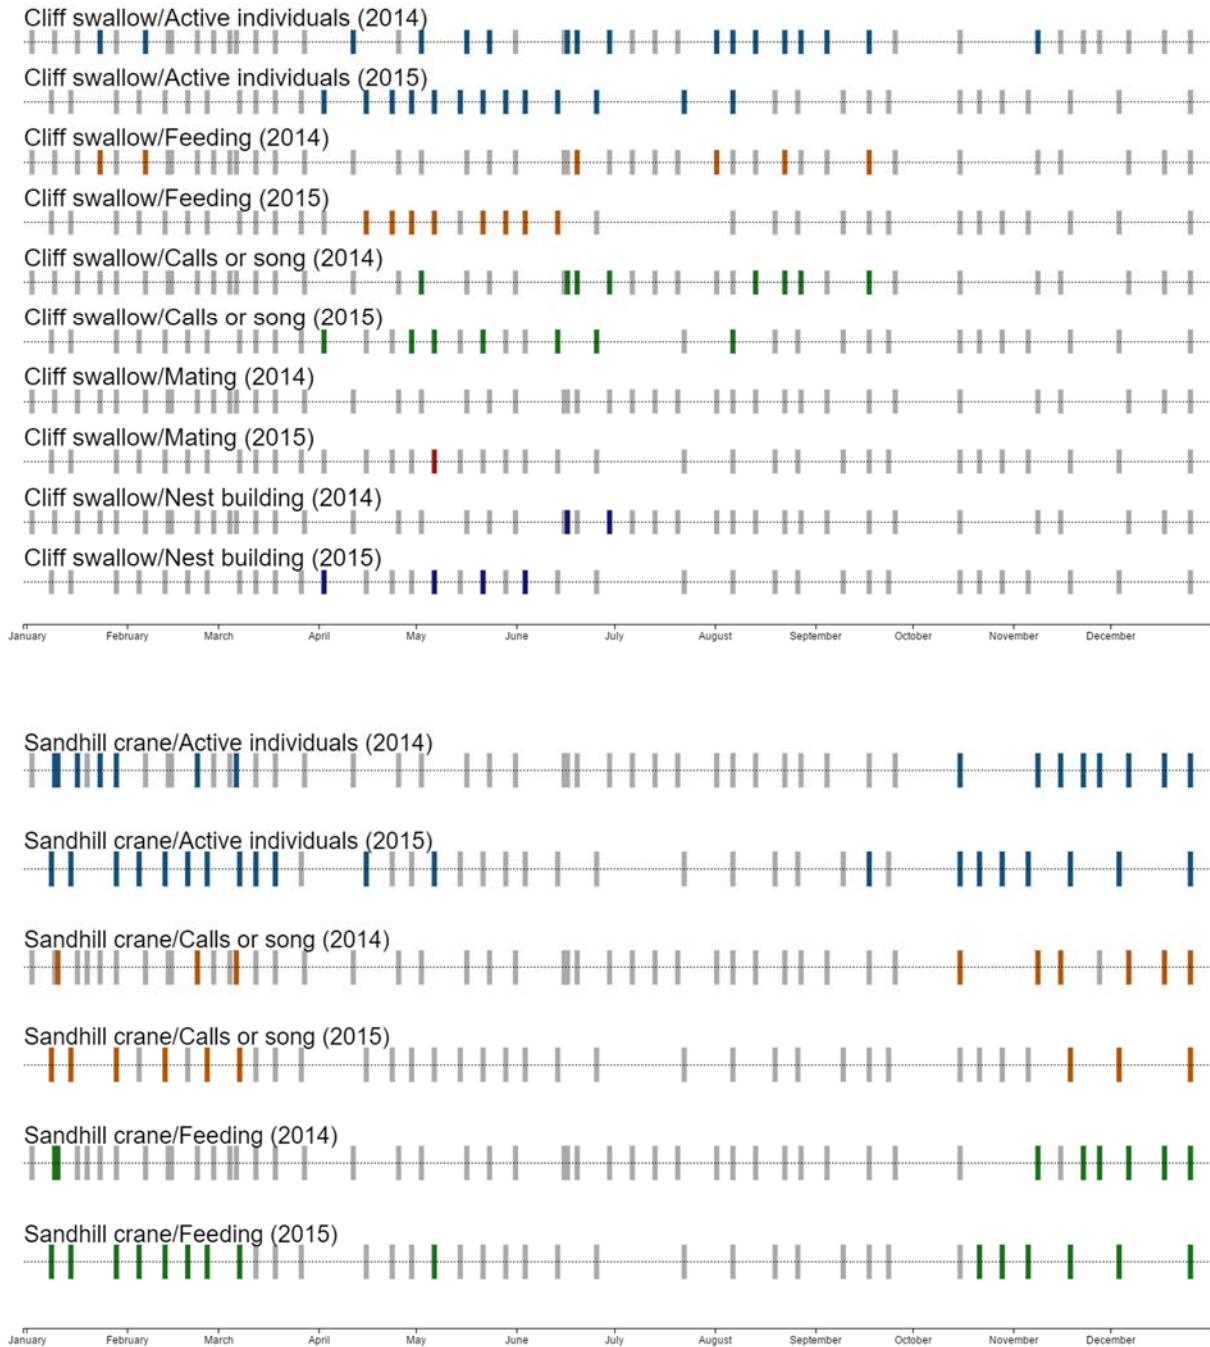 Cliff swallow/Active individuals (2014)
Cliff swallow/Active individuals (2015)
Cliff swallow/Feeding (2014)
Cliff swallow/Feeding (2015)
Cliff swallow/Calls or song (2014)
Cliff swallow/Calls or song (2015)
Cliff swallow/Mating (2014)
Cliff swallow/Mating (2015)
Cliff swallow/Nest building (2014)
Cliff swallow/Nest building (2015)
January February March April May June July August September October November December
Sandhill crane/Active individuals (2014)
Sandhill crane/Active individuals (2015)
Sandhill crane/Calls or song (2014)
Sandhill crane/Calls or song (2015)
Sandhill crane/Feeding (2014)
Sandhill crane/Feeding (2015)
January February March April May June July August September October November December